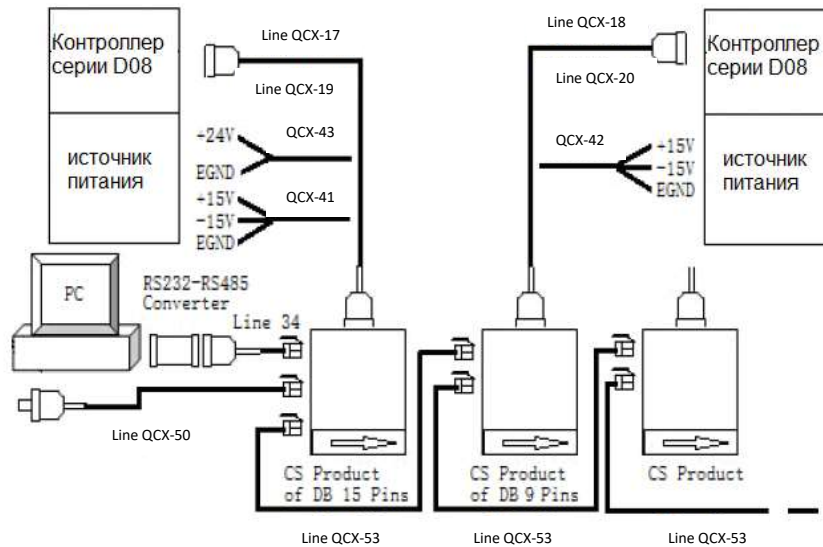 Контроллер
серии D08
источник
питания
Line QCX-17
Line QCX-19
+24V
EGND
QCX-43
+15V
-15V
EGND
QCX-41
Line QCX-18
Line QCX-20
QCX-42
+15V
-15V
EGND
Контроллер
серии D08
источник
питания
PC
RS232-RS485
Converter
Line 34
Line QCX-50
CS Product
of DB 15 Pins
CS Product
of DB 9 Pins
CS Product
Line QCX-53
Line QCX-53
Line QCX-53